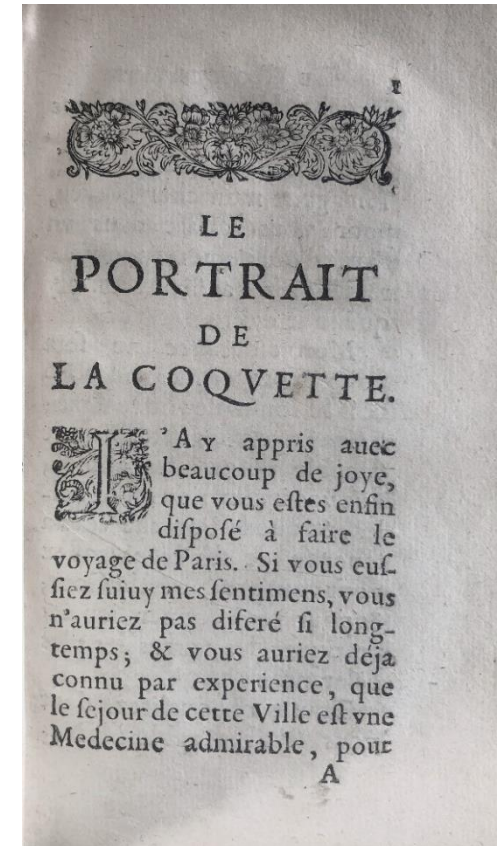 1
LE
PORTRAIT
DE
LA COQVETTE.
I'Ay appris auec
beaucoup de joye,
que vous eſtes enfin
diſpoſé à faire le
voyage de Paris. Si vous euſ-
ſiez ſuiuy mes ſentimens, vous
n'auriez pas diferé ſi long-
temps; & vous auriez déja
connu par experience, que
le ſejour de cette Ville eſt vne
Medecine admirable, pour
A